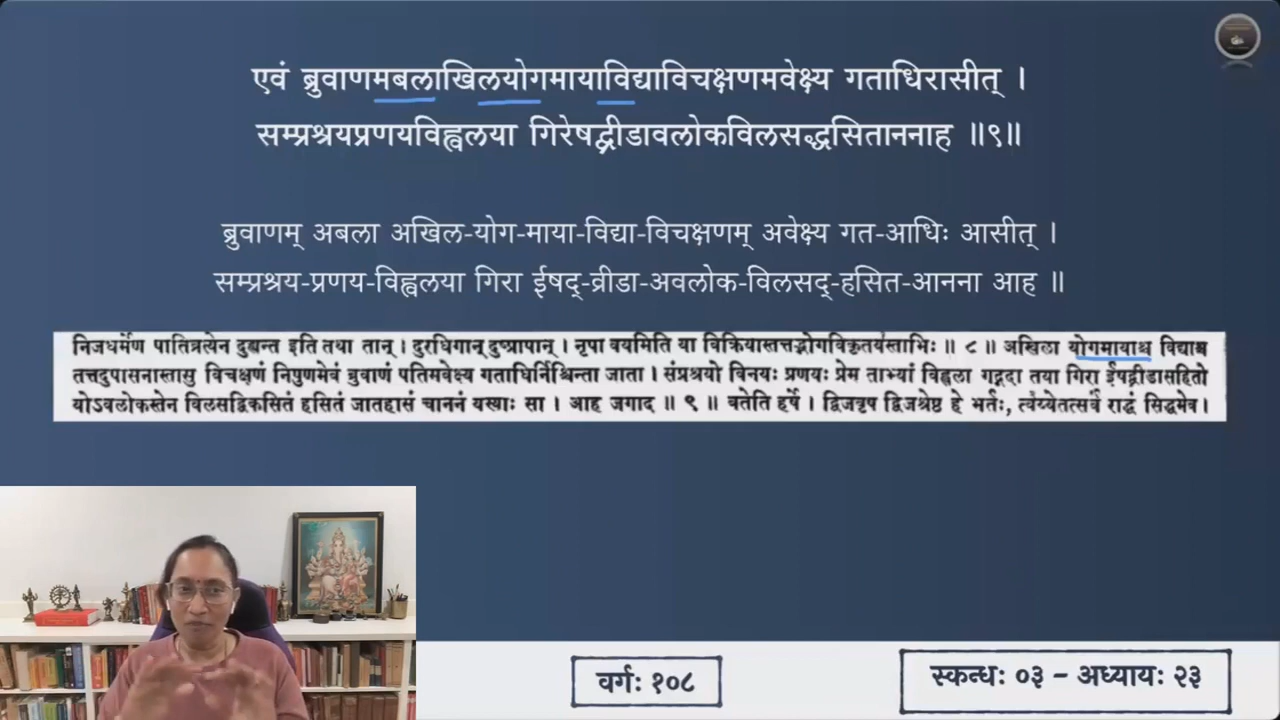 एवं ब्रुवाणमबलाखिलयोगमायाविद्याविचक्षणमवेक्ष्य गताधिरासीत् ।
सम्प्रश्रयप्रणयविह्वलया गिरेषद्व्रीडावलोकविलसद्धसिताननाह ॥९॥
ब्रुवाणम् अबला अखिल-योग-माया-विद्या-विचक्षणम् अवेक्ष्य गत-आधिः आसीत् ।
सम्प्रश्रय-प्रणय-विह्वलया गिरा ईषद्-व्रीडा-अवलोक-विलसद्-हसित-आनना आह ॥
निजधर्मेण पातिव्रत्येन दुह्यन्त इति तथा तान् । दुरधिगान् दुष्प्रापान् । नृपा वयमिति या विक्रियास्तत्तद्भोगविकृतयस्ताभिः ॥ ८ ॥ अखिला योगमायाश्च विद्याश्च
तत्तदुपासनास्तासु विचक्षणं निपुणमेवं ब्रुवाणं पतिमवेक्ष्य गताधिर्निश्चिन्ता जाता । संप्रश्रयो विनयः प्रणयः प्रेम ताभ्यां विह्वला गद्गदा तया गिरा ईषद्व्रीडासहितो
योऽवलोकस्तेन विलसद्विकसितं हसितं जातहासं चाननं यस्याः सा । आह जगाद ॥ ९ ॥ बतेति हर्षे । द्विजवृष द्विजश्रेष्ठ हे भर्तः, त्वय्येतत्सर्वं राद्धं सिद्धमेव ।
वर्गः १०८
स्कन्धः ०३ – अध्यायः २३